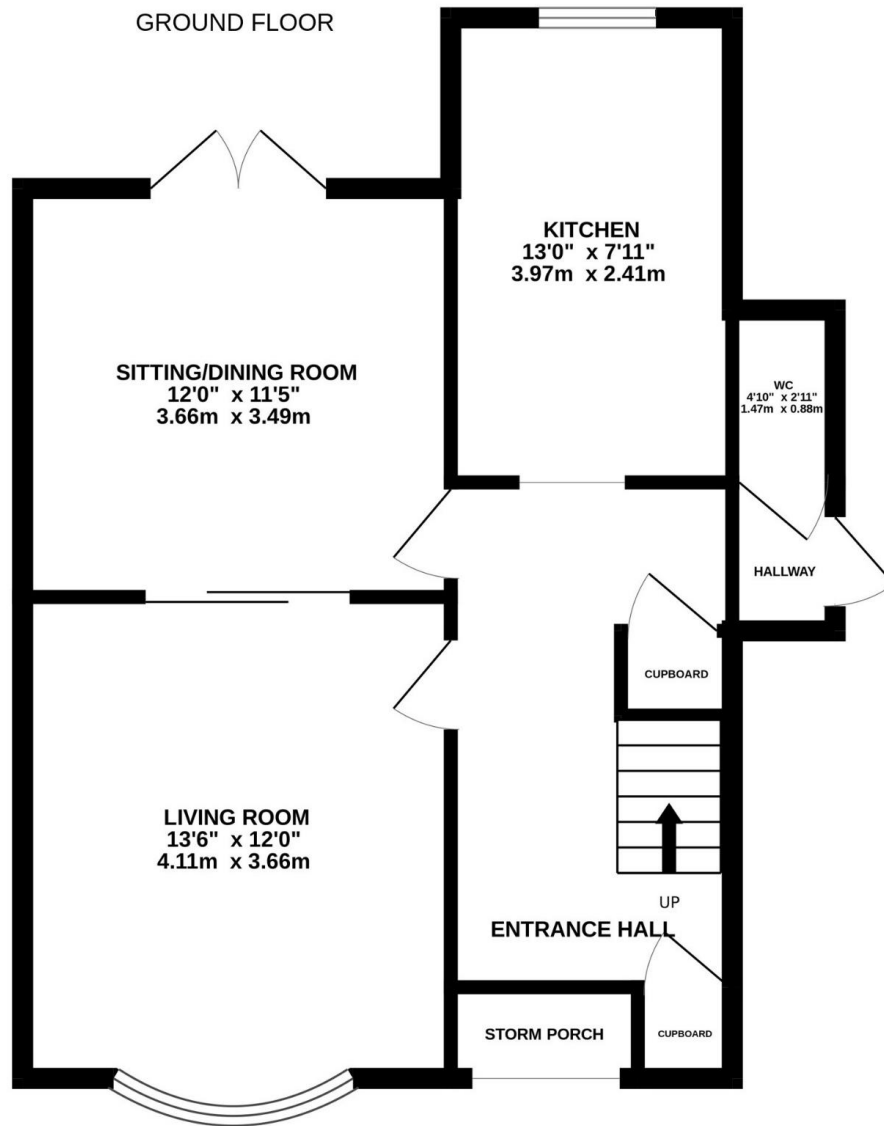 GROUND FLOOR
KITCHEN
13'0" x 7'11"
3.97m x 2.41m
SITTING/DINING ROOM
12'0" x 11'5"
3.66m x 3.49m
WC
4'10" x 2'11"
1.47m x 0.88m
HALLWAY
CUPBOARD
LIVING ROOM
13'6" x 12'0"
4.11m x 3.66m
UP
ENTRANCE HALL
STORM PORCH
CUPBOARD